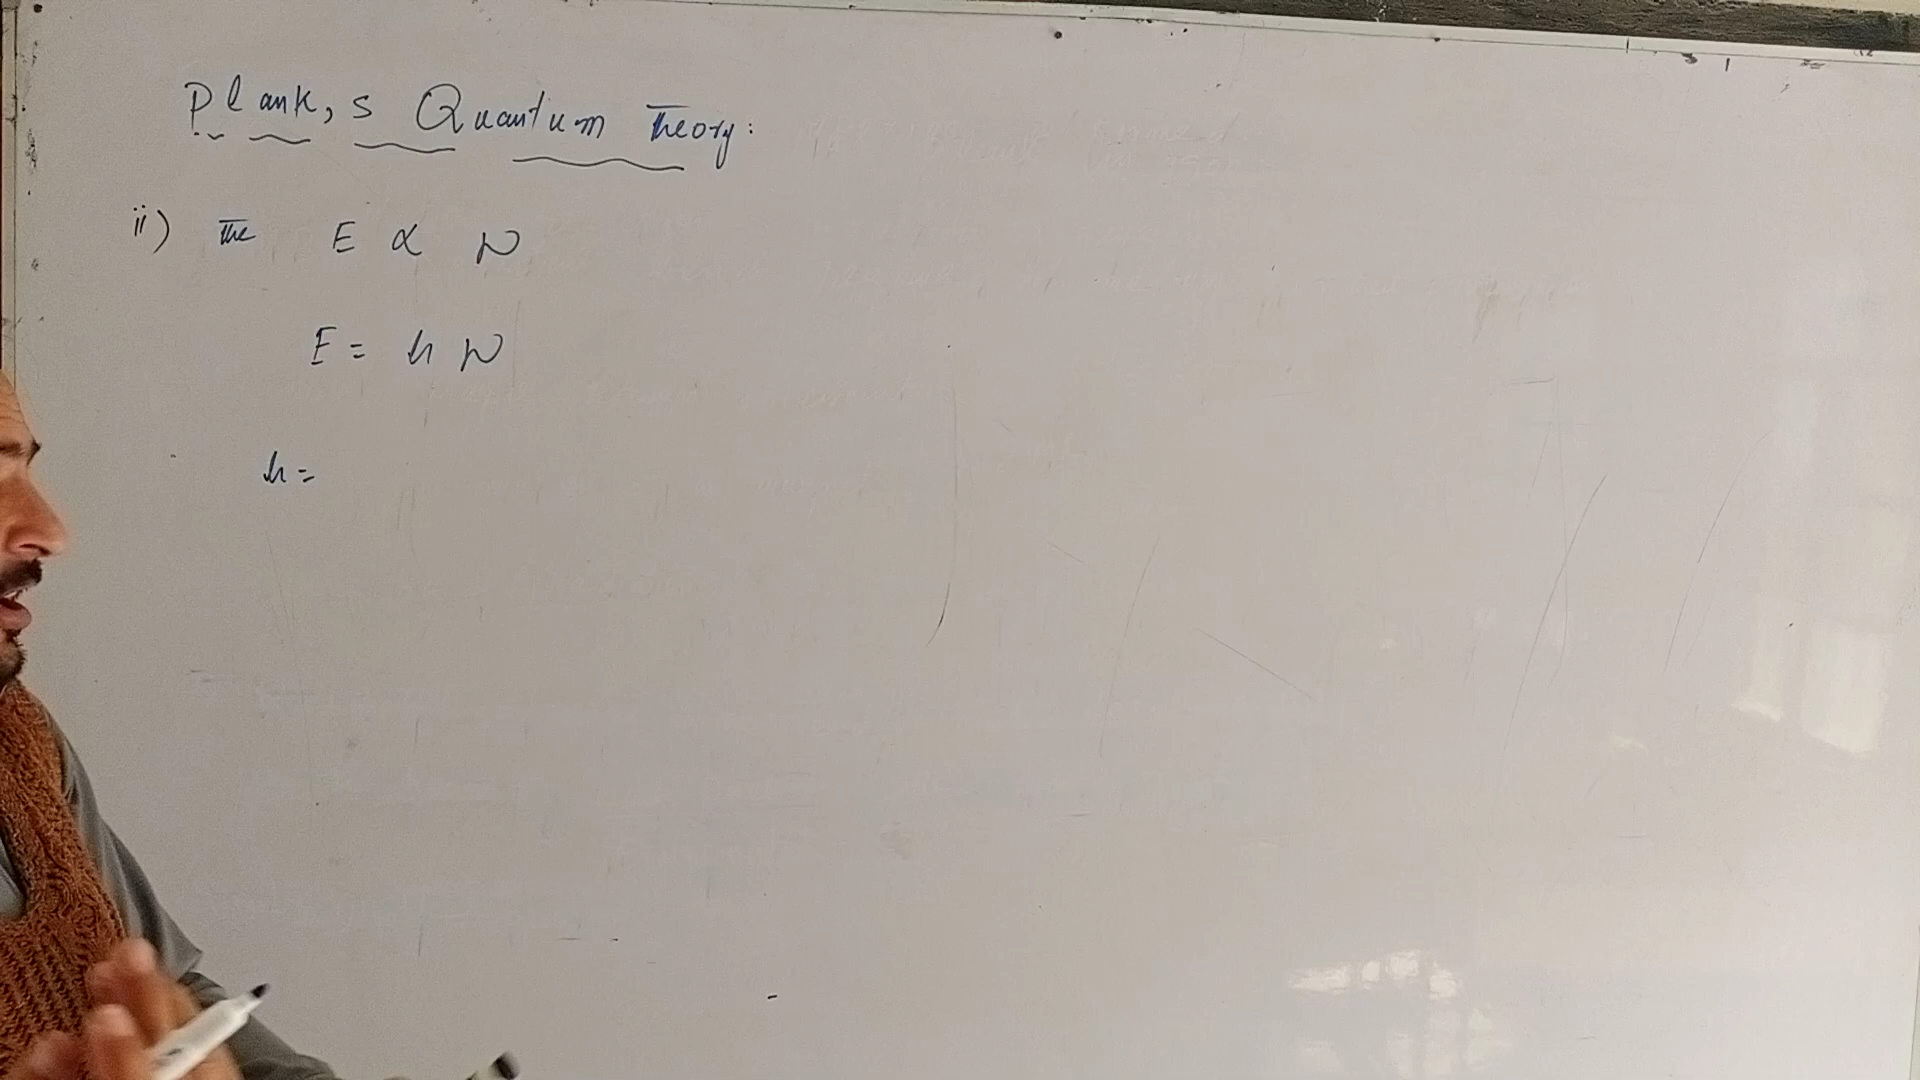 Plank,s Quantum Theory:
ii) The E ∝ ν
E = h ν
h =